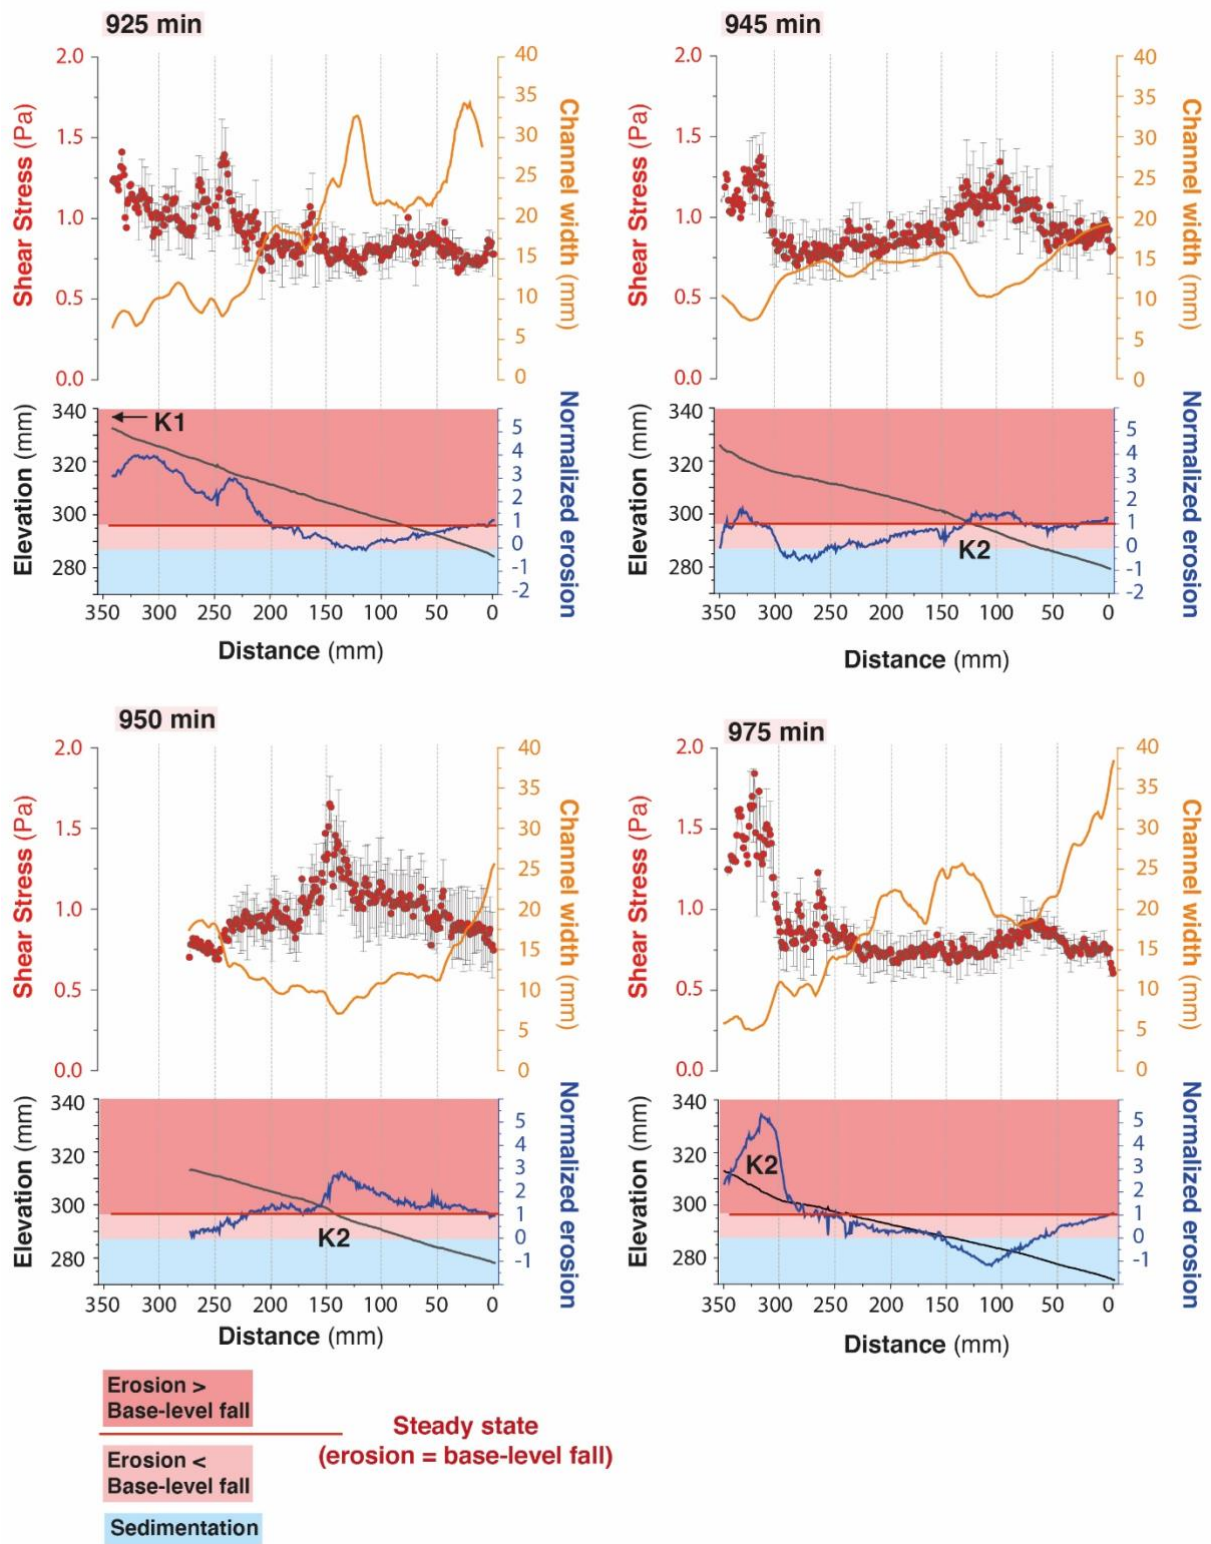 925 min
945 min
2.0
1.5
1.0
0.5
0.0
Shear Stress (Pa)
40
35
30
25
20
15
10
5
0
Channel width (mm)
2.0
1.5
1.0
0.5
0.0
Shear Stress (Pa)
40
35
30
25
20
15
10
5
0
Channel width (mm)
340
320
300
280
Elevation (mm)
K1
5
4
3
2
1
0
-1
-2
Normalized erosion
350 300 250 200 150 100 50 0
Distance (mm)
340
320
300
280
Elevation (mm)
K2
5
4
3
2
1
0
-1
-2
Normalized erosion
350 300 250 200 150 100 50 0
Distance (mm)
950 min
975 min
2.0
1.5
1.0
0.5
0.0
Shear Stress (Pa)
40
35
30
25
20
15
10
5
0
Channel width (mm)
2.0
1.5
1.0
0.5
0.0
Shear Stress (Pa)
40
35
30
25
20
15
10
5
0
Channel width (mm)
340
320
300
280
Elevation (mm)
K2
5
4
3
2
1
0
-1
Normalized erosion
350 300 250 200 150 100 50 0
Distance (mm)
340
320
300
280
Elevation (mm)
K2
5
4
3
2
1
0
-1
Normalized erosion
350 300 250 200 150 100 50 0
Distance (mm)
Erosion >
Base-level fall
Steady state
(erosion = base-level fall)
Erosion <
Base-level fall
Sedimentation